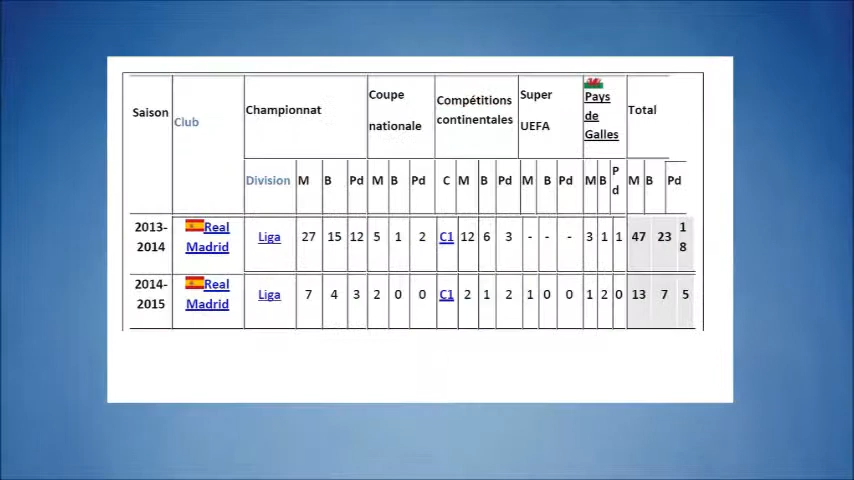 Saison Club Championnat Coupe nationale Compétitions continentales Super UEFA Pays de Galles Total
Division M B Pd M B Pd C M B Pd M B Pd M B Pd M B Pd
2013-2014 Real Madrid Liga 27 15 12 5 1 2 C1 12 6 3 - - - 3 1 1 47 23 18
2014-2015 Real Madrid Liga 7 4 3 2 0 0 C1 2 1 2 1 0 0 1 2 0 13 7 5